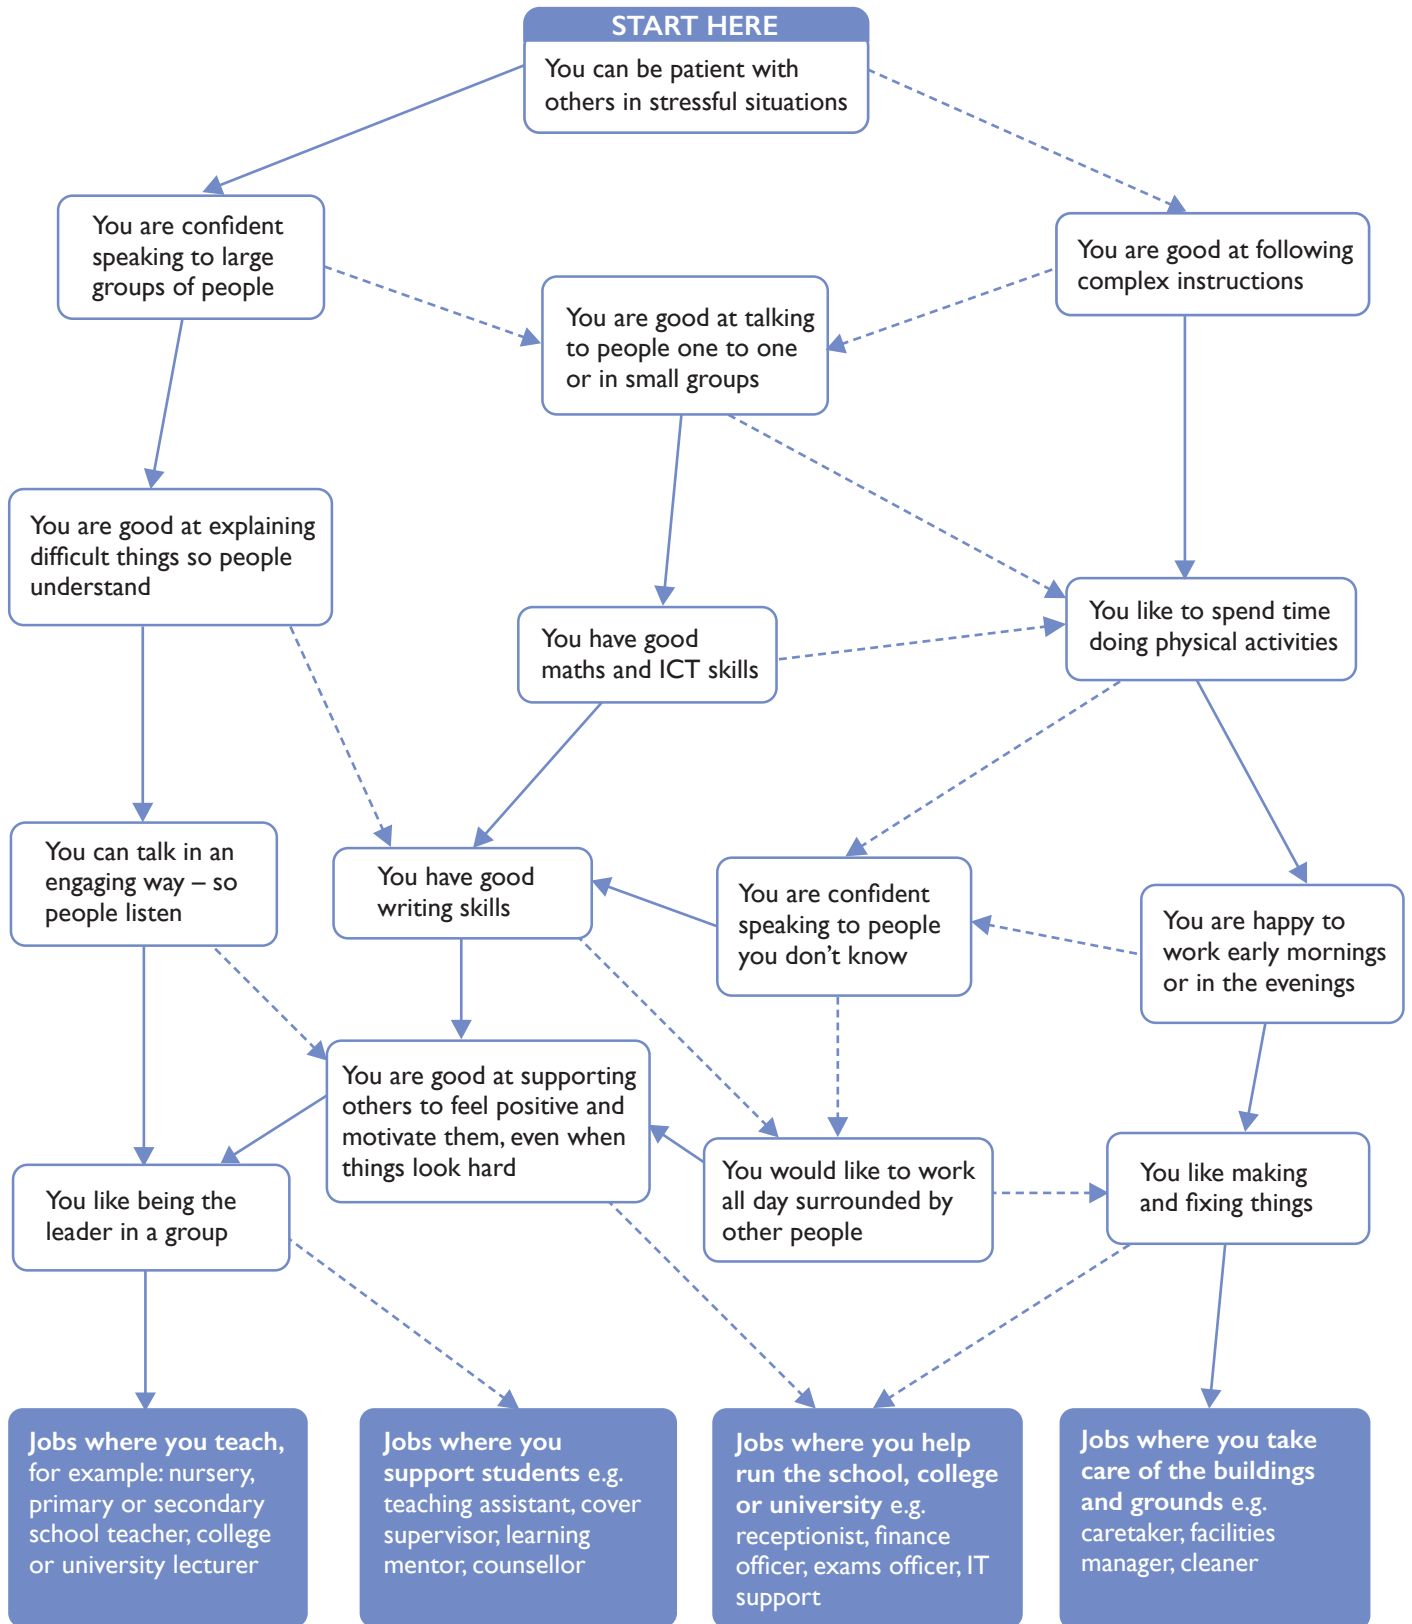 START HERE
You can be patient with
others in stressful situations
You are confident
speaking to large
groups of people
You are good at following
complex instructions
You are good at talking
to people one to one
or in small groups
You are good at explaining
difficult things so people
understand
You have good
maths and ICT skills
You like to spend time
doing physical activities
You can talk in an
engaging way – so
people listen
You have good
writing skills
You are confident
speaking to people
you don’t know
You are happy to
work early mornings
or in the evenings
You are good at supporting
others to feel positive and
motivate them, even when
things look hard
You would like to work
all day surrounded by
other people
You like making
and fixing things
You like being the
leader in a group
Jobs where you teach,
for example: nursery,
primary or secondary
school teacher, college
or university lecturer
Jobs where you
support students e.g.
teaching assistant, cover
supervisor, learning
mentor, counsellor
Jobs where you help
run the school, college
or university e.g.
receptionist, finance
officer, exams officer, IT
support
Jobs where you take
care of the buildings
and grounds e.g.
caretaker, facilities
manager, cleaner